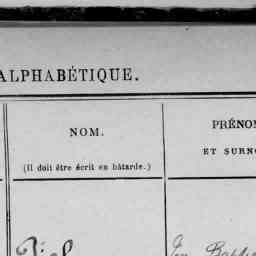 ALPHABÉTIQUE.
NOM.
(Il doit être écrit en bâtarde.)
PRÉNOM
ET SURNO